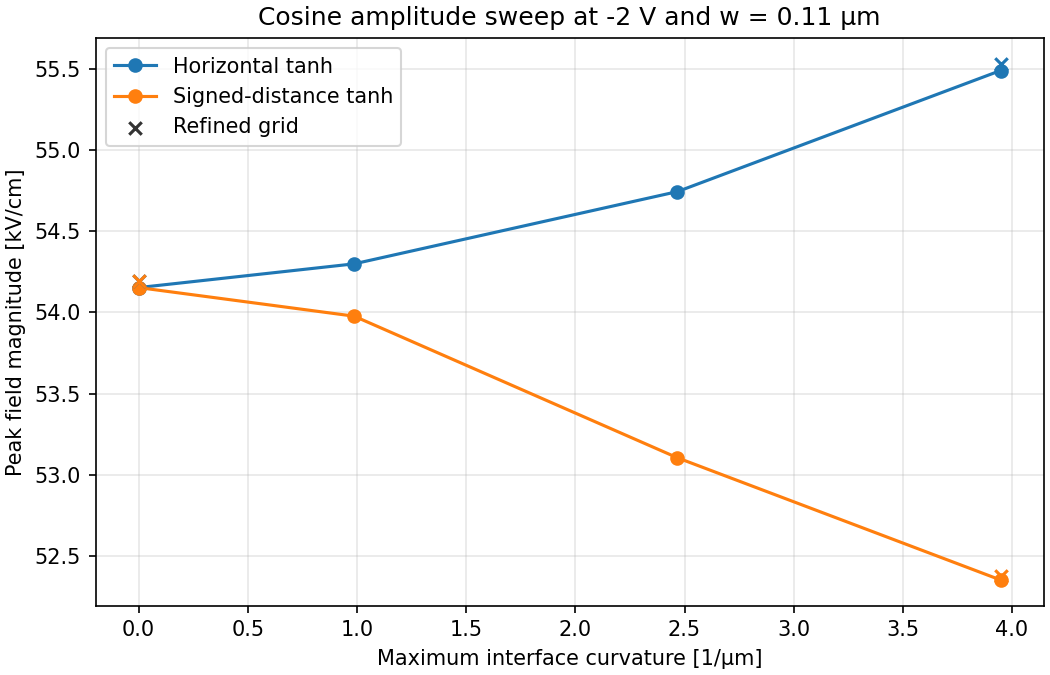 Cosine amplitude sweep at -2 V and w = 0.11 µm
Horizontal tanh
Signed-distance tanh
Refined grid
Peak field magnitude [kV/cm]
55.5
55.0
54.5
54.0
53.5
53.0
52.5
0.0 0.5 1.0 1.5 2.0 2.5 3.0 3.5 4.0
Maximum interface curvature [1/µm]